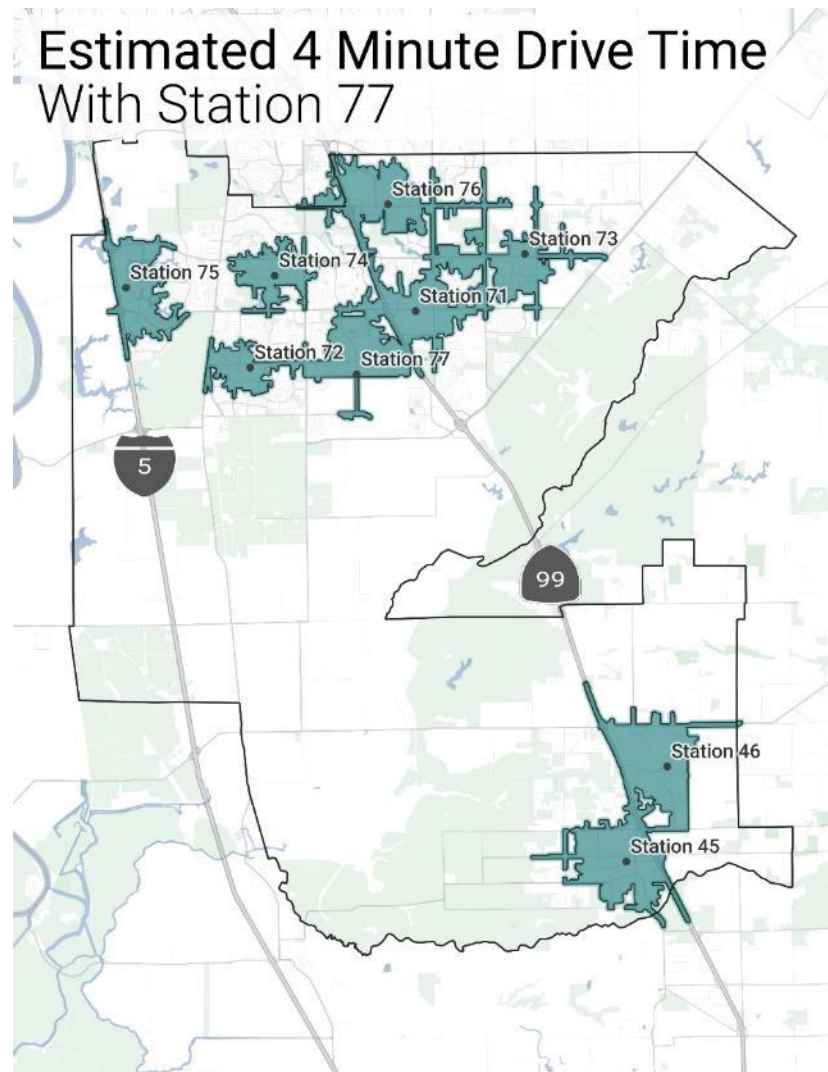 Estimated 4 Minute Drive Time
With Station 77
Station 76
Station 73
Station 74
Station 75
Station 71
Station 72
Station 77
5
99
Station 46
Station 45